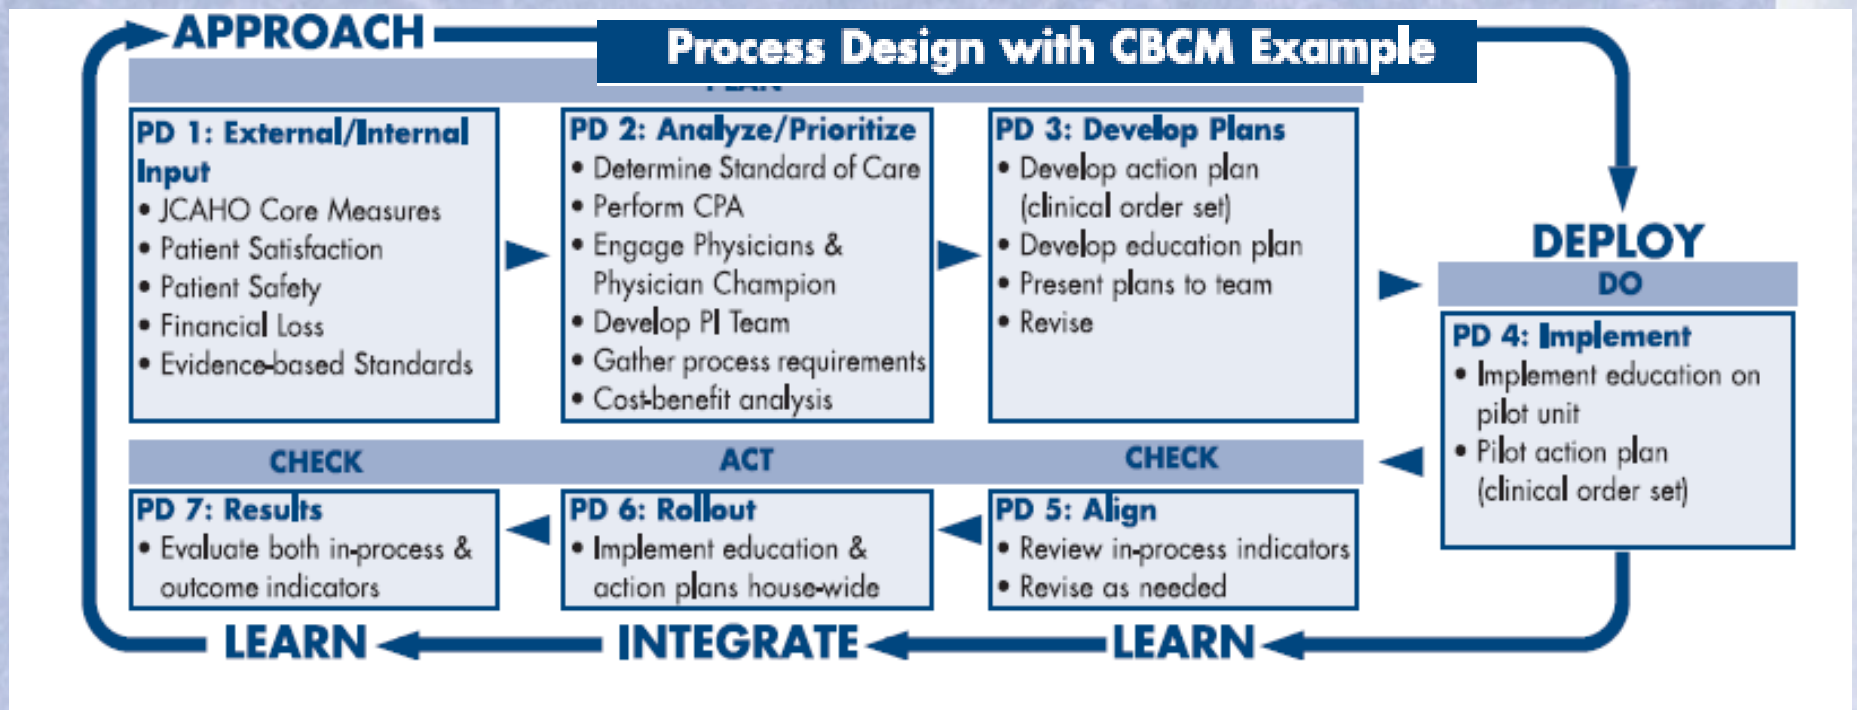 APPROACH
Process Design with CBCM Example
PLAN
PD 1: External/Internal
Input
• JCAHO Core Measures
• Patient Satisfaction
• Patient Safety
• Financial Loss
• Evidence-based Standards
PD 2: Analyze/Prioritize
• Determine Standard of Care
• Perform CPA
• Engage Physicians &
Physician Champion
• Develop PI Team
• Gather process requirements
• Cost-benefit analysis
PD 3: Develop Plans
• Develop action plan
(clinical order set)
• Develop education plan
• Present plans to team
• Revise
DEPLOY
DO
PD 4: Implement
• Implement education on
pilot unit
• Pilot action plan
(clinical order set)
CHECK
PD 5: Align
• Review in-process indicators
• Revise as needed
ACT
PD 6: Rollout
• Implement education &
action plans house-wide
CHECK
PD 7: Results
• Evaluate both in-process &
outcome indicators
LEARN
INTEGRATE
LEARN